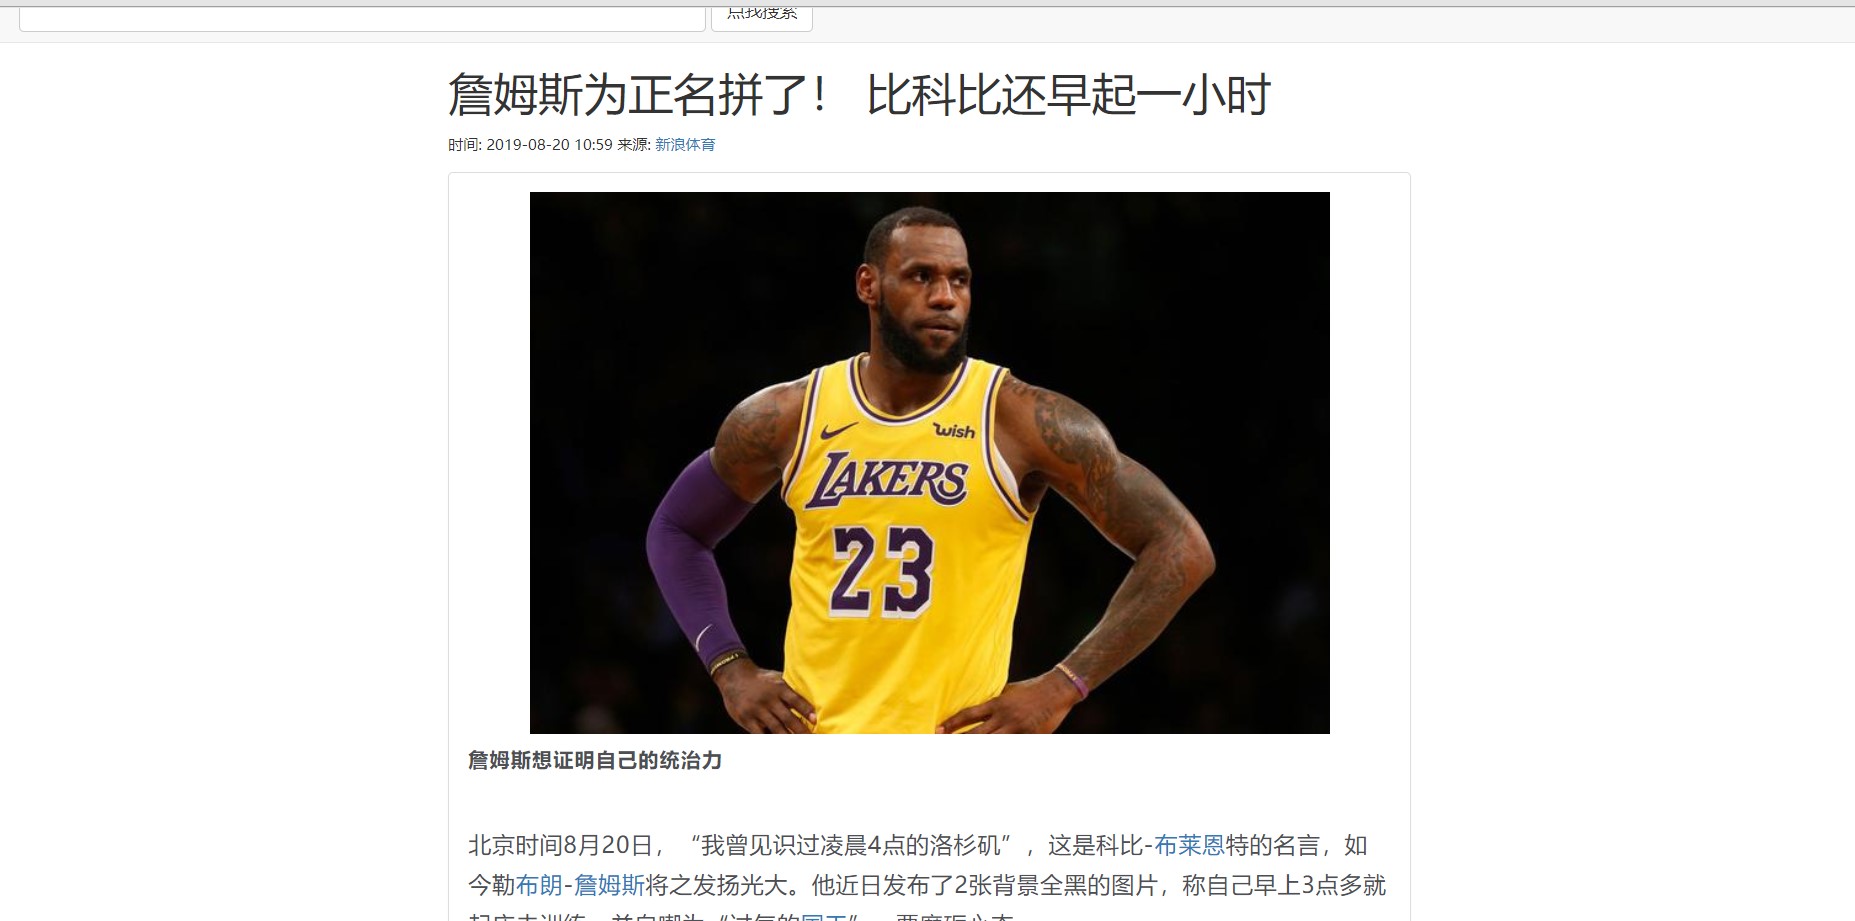 点找搜索
詹姆斯为正名拼了！ 比科比还早起一小时
时间: 2019-08-20 10:59 来源: 新浪体育
wish
LAKERS
23
詹姆斯想证明自己的统治力
北京时间8月20日，“我曾见识过凌晨4点的洛杉矶”，这是科比-布莱恩特的名言，如
今勒布朗-詹姆斯将之发扬光大。他近日发布了2张背景全黑的图片，称自己早上3点多就